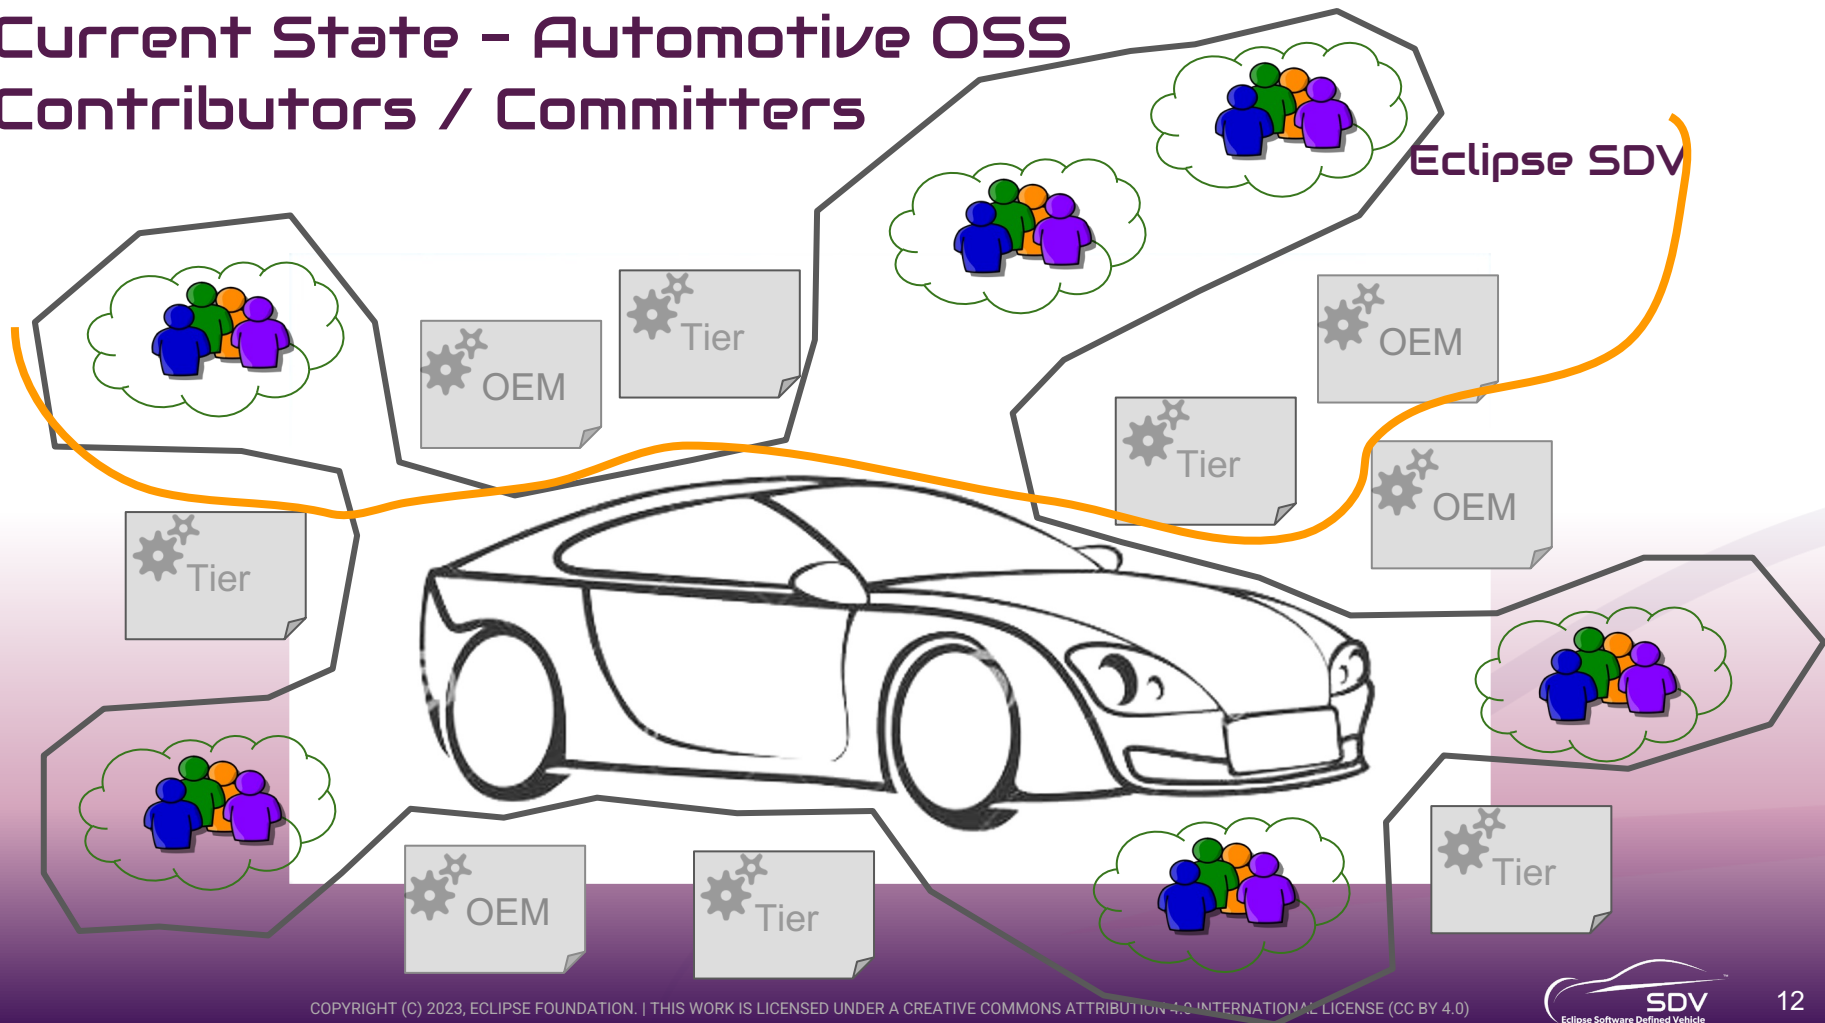 Current State - Automotive OSS
Contributors / Committers
Eclipse SDV
Tier
OEM
OEM
Tier
Tier
OEM
Tier
Tier
OEM
Tier
COPYRIGHT (C) 2023, ECLIPSE FOUNDATION. | THIS WORK IS LICENSED UNDER A CREATIVE COMMONS ATTRIBUTION 4.0 INTERNATIONAL LICENSE (CC BY 4.0)
SDV
Eclipse Software Defined Vehicle
12